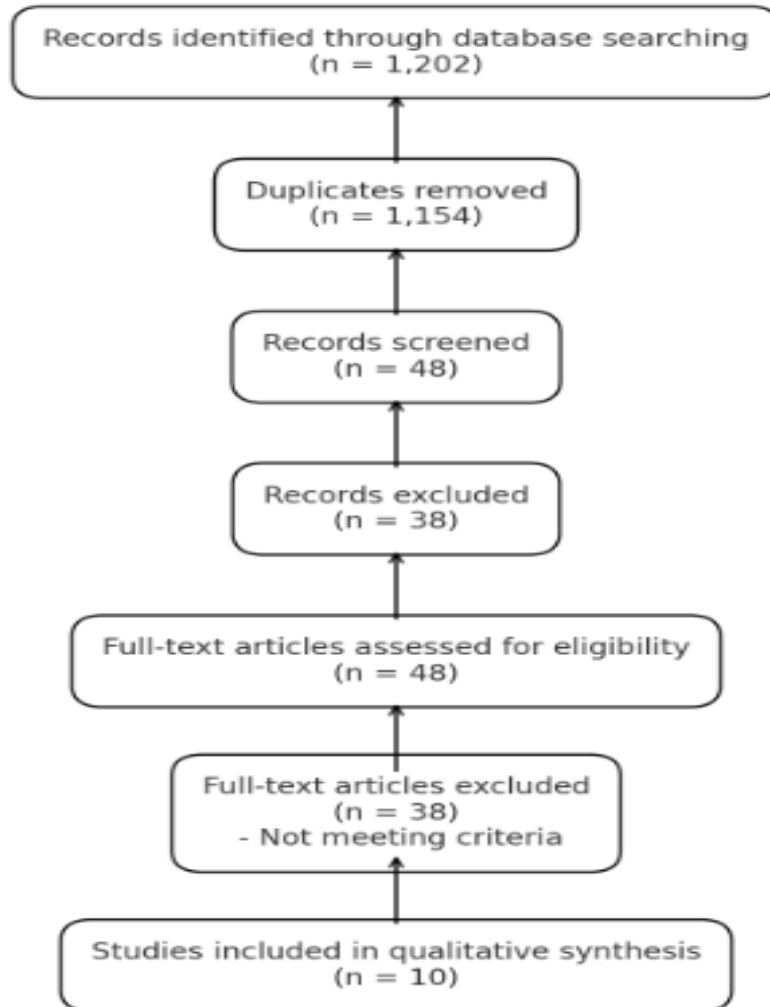 Records identified through database searching
(n = 1,202)
Duplicates removed
(n = 1,154)
Records screened
(n = 48)
Records excluded
(n = 38)
Full-text articles assessed for eligibility
(n = 48)
Full-text articles excluded
(n = 38)
- Not meeting criteria
Studies included in qualitative synthesis
(n = 10)